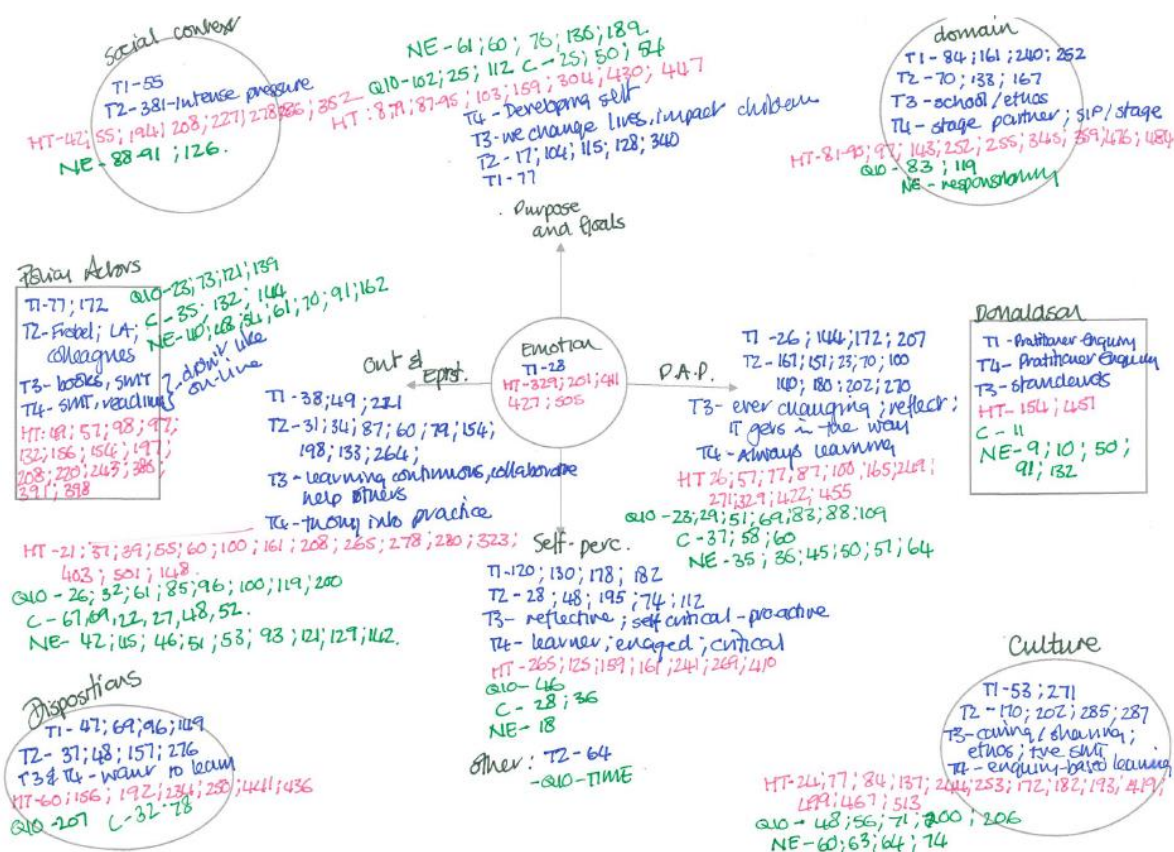 Social context
T1-55
T2-381-intense pressure
HT-42; 55; 194; 208; 227; 278; 286; 352
NE-88-91; 126.
NE-61; 60; 76; 136; 189.
Q10-102; 25; 112 C-25; 50; 54
HT: 8, 79; 87-95; 103; 159; 304; 430; 447
T4-Developing self
T3-we change lives, impact children
T2-17; 104; 115; 128; 340
T1-77
Purpose
and Goals
domain
T1-84; 161; 240; 252
T2-70; 138; 167
T3-school/ethos
T4-stage partner; SIP/stage
HT-81-90; 97; 143; 252; 255; 345; 359; 476; 484
Q10-83; 119
NE-responsibility
Policy Actors
T1-77; 172
T2-Frobel; LA;
colleagues
T3-books, SMT
T4-SMT, reading
don't like
on-line
HT: 49; 57; 98; 97;
132; 156; 154; 197;
208; 220; 243; 386;
391; 398
Q10-23; 73; 121; 139
C-35; 132; 144
NE-40; 48; 54; 61; 70; 91; 162
Ont &
Epist.
T1-38; 49; 221
T2-31; 34; 87; 60; 79; 154;
198; 133; 264;
T3-learning continuous, collaborative
help others
T4-theory into practice
HT-21; 37; 39; 55; 60; 100; 161; 208; 265; 278; 280; 323;
403; 501; 148.
Q10-26; 32; 61; 85; 96; 100; 119; 200
C-67, 69, 22, 27, 48, 52.
NE-42; 45; 46; 51; 53; 93; 121; 129; 142.
Emotion
T1-28
HT-329; 201; 411
427; 505
P.A.P.
T1-26; 144; 172; 207
T2-167; 151; 23; 70; 100
140; 180; 202; 270
T3-ever changing; reflect;
IT gets in the way
T4-Always learning
HT 26; 57; 77; 87; 100; 165; 249;
271; 329; 422; 455
Q10-23; 29; 51; 69; 83; 88; 109
C-37; 58; 60
NE-35; 36; 45; 50; 57; 64
Donaldson
T1-Practitioner Enquiry
T4-Practitioner Enquiry
T3-standards
HT-154; 451
C-11
NE-9; 10; 50;
91; 132
Self-perc.
T1-120; 130; 178; 182
T2-28; 48; 195; 74; 112
T3-reflective; self critical-proactive
T4-learner; engaged; critical
HT-265; 125; 159; 161; 241; 269; 410
Q10-46
C-28; 36
NE-18
other: T2-64
-Q10-TIME
Dispositions
T1-47; 69; 96; 149
T2-37; 48; 157; 276
T3 & T4-want to learn
HT-60; 156; 192; 234; 250; 441; 436
Q10-207 C-32-78
Culture
T1-53; 271
T2-170; 202; 285; 287
T3-caring/sharing;
ethos; +ve SMT
T4-enquiry-based learning
HT-24; 77; 84; 137; 244; 253; 172; 182; 193; 419;
499; 467; 513
Q10-48; 56; 71; 200; 206
NE-60; 63; 64; 74